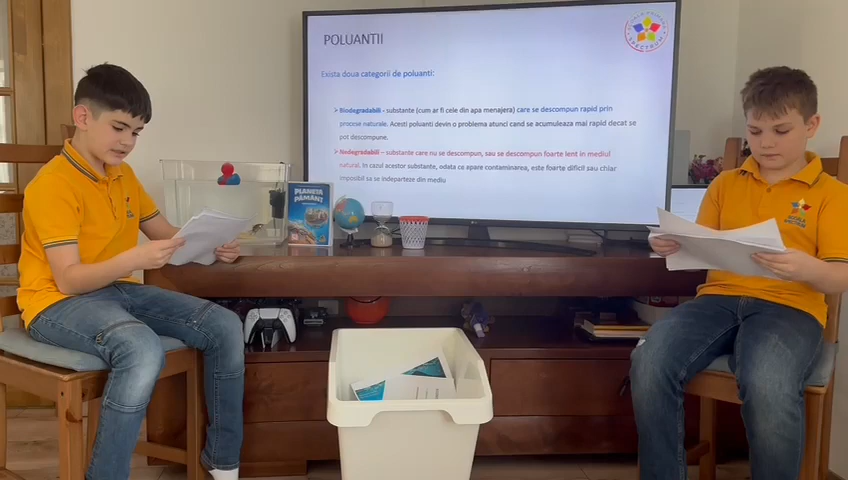 POLUANTII
SPECTRUM
Exista doua categorii de poluanti:
➤ Biodegradabili - substante (cum ar fi cele din apa menajera) care se descompun rapid prin
procese naturale. Acesti poluanti devin o problema atunci cand se acumuleaza mai rapid decat se
pot descompune.
➤ Nedegradabili – substante care nu se descompun, sau se descompun foarte lent in mediul
natural. In cazul acestor substante, odata ce apare contaminarea, este foarte dificil sau chiar
imposibil sa se indeparteze din mediu
PLANETA
PĂMÂNT
SPECTRUM